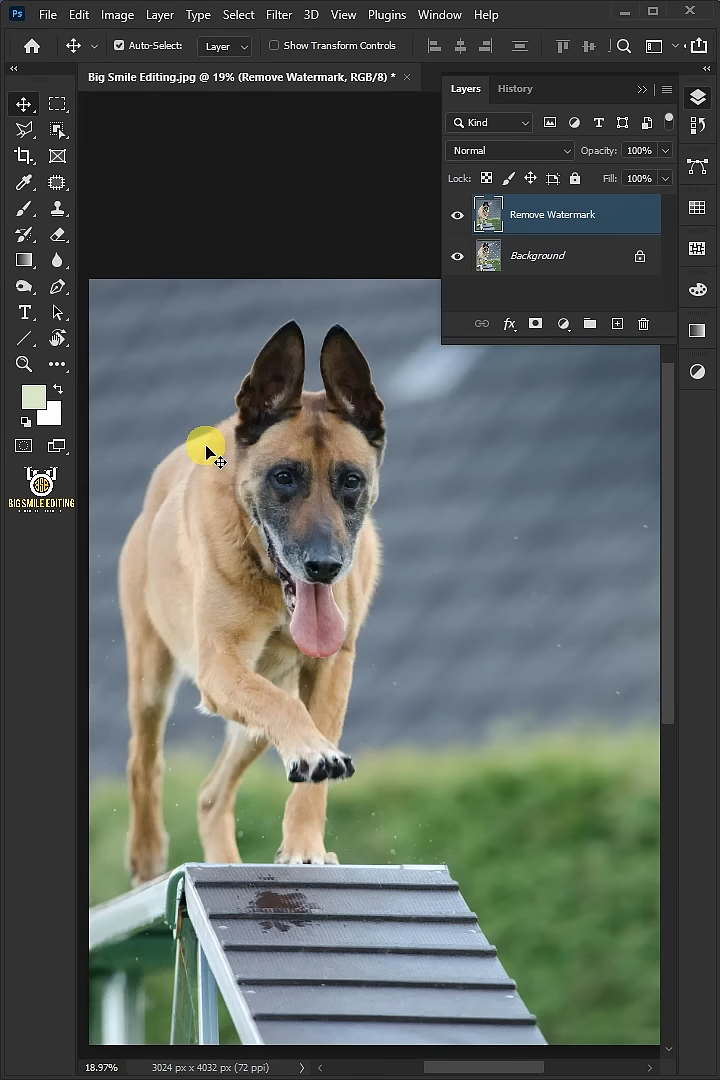 Ps File Edit Image Layer Type Select Filter 3D View Plugins Window Help
Auto-Select: Layer Show Transform Controls
Big Smile Editing.jpg @ 19% (Remove Watermark, RGB/8) *
Layers History
Kind
Normal Opacity: 100%
Lock: Fill: 100%
Remove Watermark
Background
BIG SMILE EDITING
18.97% 3024 px x 4032 px (72 ppi)